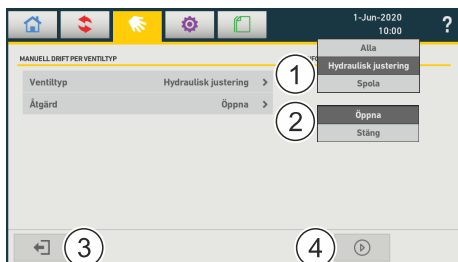 1-Jun-2020
10:00
?
MANUELL DRIFT PER VENTILTYP
Alla
Hydraulisk justering
Spola
1
Ventiltyp Hydraulisk justering >
Åtgärd Öppna >
Öppna
Stäng
2
3
4